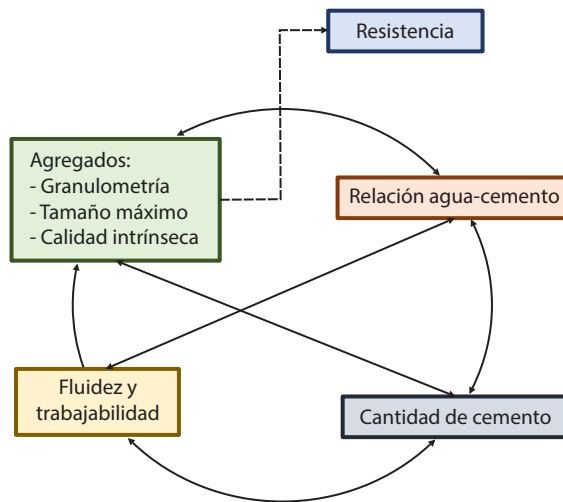 Resistencia
Agregados:
- Granulometría
- Tamaño máximo
- Calidad intrínseca
Relación agua-cemento
Fluidez y
trabajabilidad
Cantidad de cemento